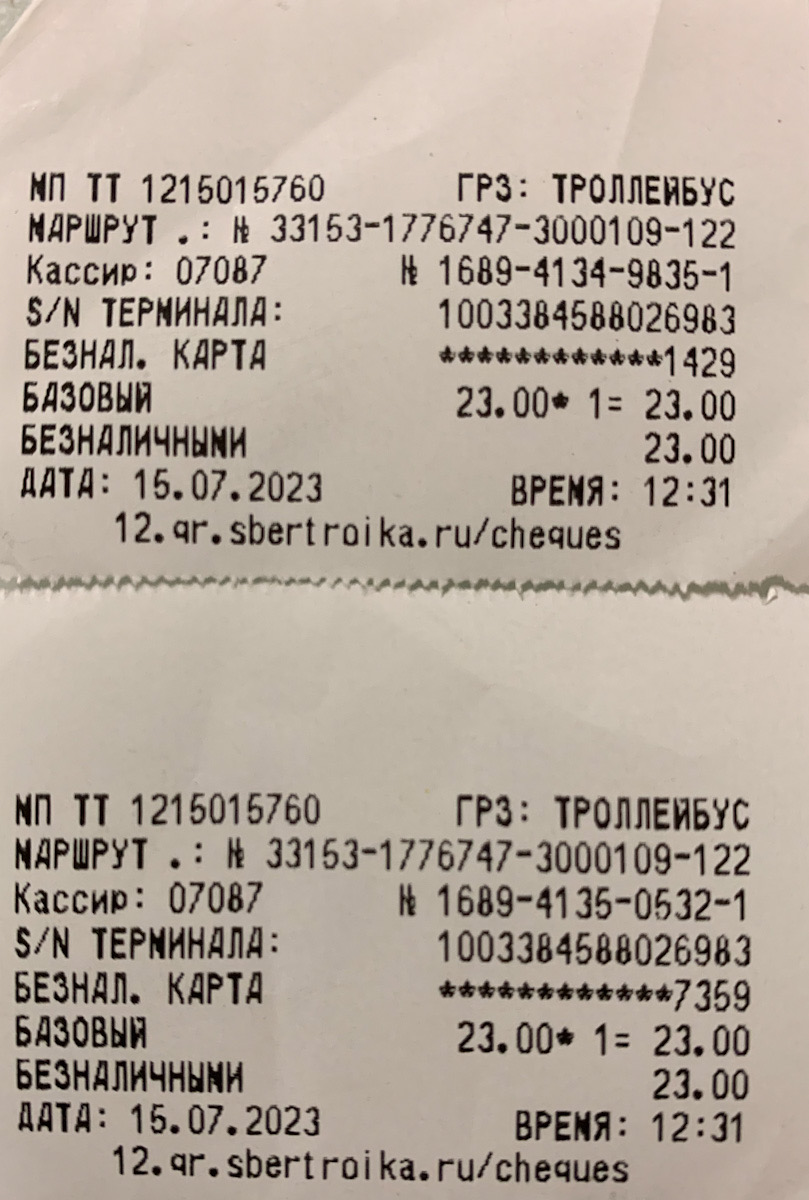 МП ТТ 1215015760 ГРЗ: ТРОЛЛЕЙБУС
МАРШРУТ .: № 33153-1776747-3000109-122
Кассир: 07087 № 1689-4134-9835-1
S/N ТЕРМИНАЛА: 1003384588026983
БЕЗНАЛ. КАРТА ************1429
БАЗОВЫЙ 23.00* 1= 23.00
БЕЗНАЛИЧНЫМИ 23.00
ДАТА: 15.07.2023 ВРЕМЯ: 12:31
12.qr.sbertroika.ru/cheques
МП ТТ 1215015760 ГРЗ: ТРОЛЛЕЙБУС
МАРШРУТ .: № 33153-1776747-3000109-122
Кассир: 07087 № 1689-4135-0532-1
S/N ТЕРМИНАЛА: 1003384588026983
БЕЗНАЛ. КАРТА ************7359
БАЗОВЫЙ 23.00* 1= 23.00
БЕЗНАЛИЧНЫМИ 23.00
ДАТА: 15.07.2023 ВРЕМЯ: 12:31
12.qr.sbertroika.ru/cheques